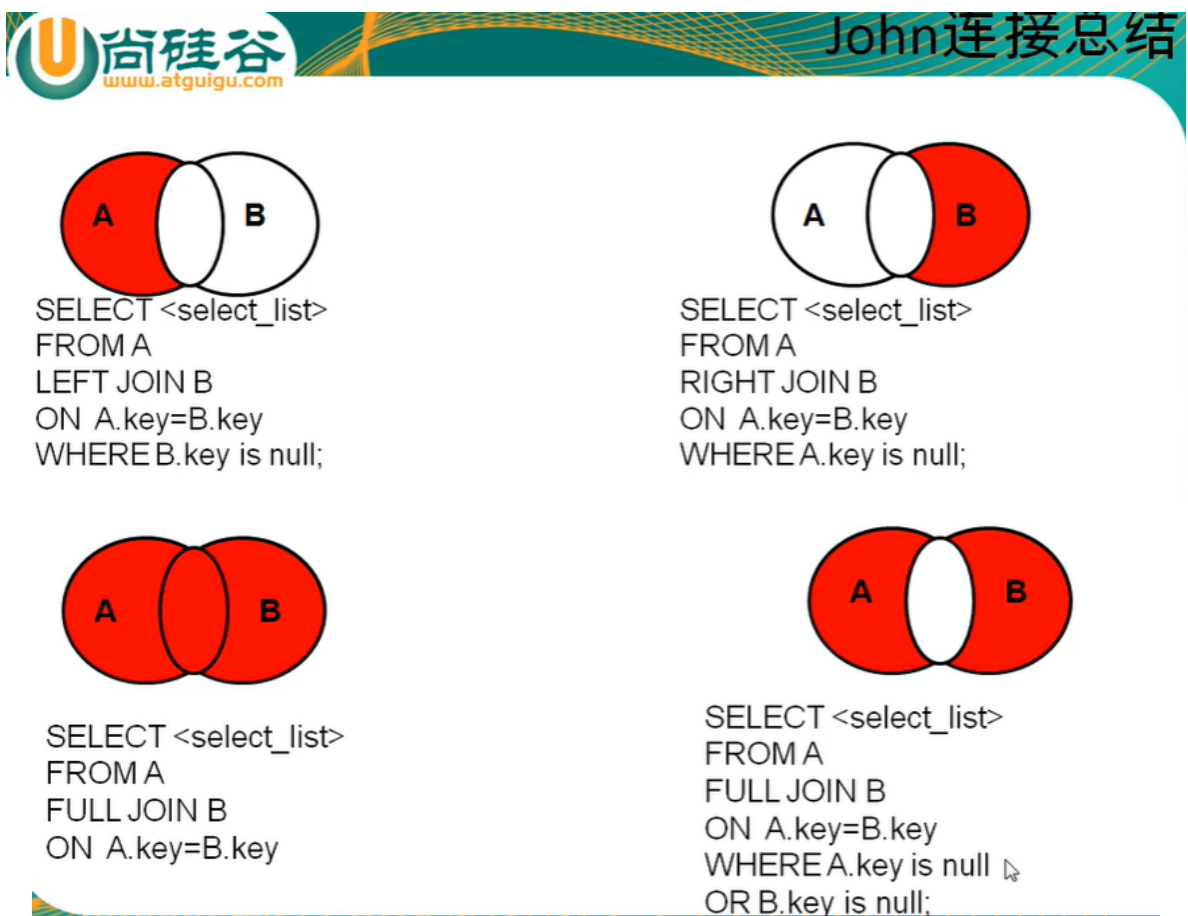 尚硅谷
www.atguigu.com
John连接总结
A
B
SELECT <select_list>
FROM A
LEFT JOIN B
ON A.key=B.key
WHERE B.key is null;
A
B
SELECT <select_list>
FROM A
RIGHT JOIN B
ON A.key=B.key
WHERE A.key is null;
A
B
SELECT <select_list>
FROM A
FULL JOIN B
ON A.key=B.key
A
B
SELECT <select_list>
FROM A
FULL JOIN B
ON A.key=B.key
WHERE A.key is null
OR B.key is null;